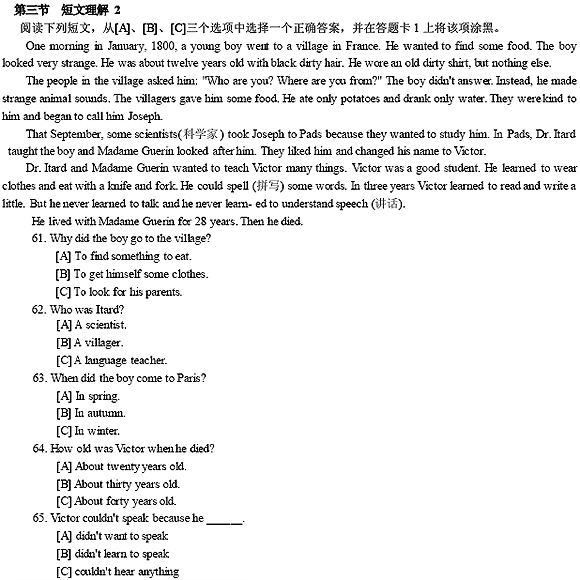 第三节 短文理解 2
阅读下列短文，从[A]、[B]、[C]三个选项中选择一个正确答案，并在答题卡 1 上将该项涂黑。
One morning in January, 1800, a young boy went to a village in France. He wanted to find some food. The boy
looked very strange. He was about twelve years old with black dirty hair. He wore an old dirty shirt, but nothing else.
The people in the village asked him: "Who are you? Where are you from?" The boy didn't answer. Instead, he made
strange animal sounds. The villagers gave him some food. He ate only potatoes and drank only water. They were kind to
him and began to call him Joseph.
That September, some scientists(科学家) took Joseph to Pads because they wanted to study him. In Pads, Dr. Itard
taught the boy and Madame Guerin looked after him. They liked him and changed his name to Victor.
Dr. Itard and Madame Guerin wanted to teach Victor many things. Victor was a good student. He learned to wear
clothes and eat with a knife and fork. He could spell (拼写) some words. In three years Victor learned to read and write a
little. But he never learned to talk and he never learn- ed to understand speech (讲话).
He lived with Madame Guerin for 28 years. Then he died.
61. Why did the boy go to the village?
[A] To find something to eat.
[B] To get himself some clothes.
[C] To look for his parents.
62. Who was Itard?
[A] A scientist.
[B] A villager.
[C] A language teacher.
63. When did the boy come to Paris?
[A] In spring.
[B] In autumn.
[C] In winter.
64. How old was Victor when he died?
[A] About twenty years old.
[B] About thirty years old.
[C] About forty years old.
65. Victor couldn't speak because he ______.
[A] didn't want to speak
[B] didn't learn to speak
[C] couldn't hear anything